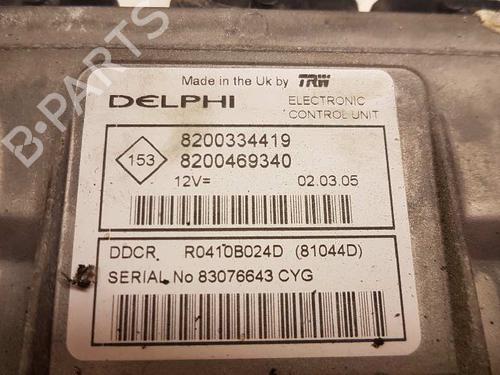 Made in the Uk by TRW
DELPHI ELECTRONIC
CONTROL UNIT
8200334419
153 8200469340
12V= 02.03.05
DDCR R0410B024D (81044D)
SERIAL No 83076643 CYG
B-PARTS